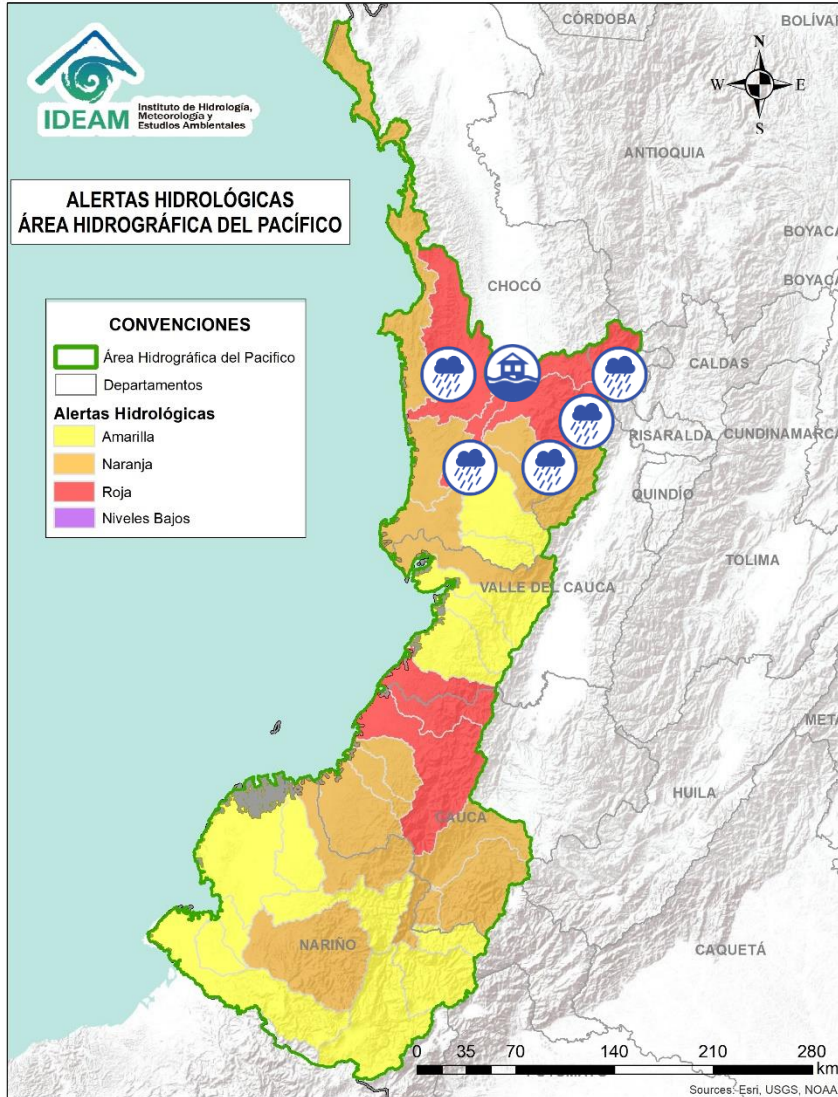 IDEAM
Instituto de Hidrología,
Meteorología y
Estudios Ambientales
ALERTAS HIDROLÓGICAS
ÁREA HIDROGRÁFICA DEL PACÍFICO
CONVENCIONES
Área Hidrográfica del Pacifico
Departamentos
Alertas Hidrológicas
Amarilla
Naranja
Roja
Niveles Bajos
N
W
E
S
CÓRDOBA
BOLÍVAR
ANTIOQUIA
BOYACÁ
BOYACÁ
CHOCÓ
CALDAS
RISARALDA
CUNDINAMARCA
QUINDÍO
TOLIMA
VALLE DEL CAUCA
META
HUILA
CAUCA
NARIÑO
CAQUETÁ
0 35 70 140 210 280
km
Sources: Esri, USGS, NOAA